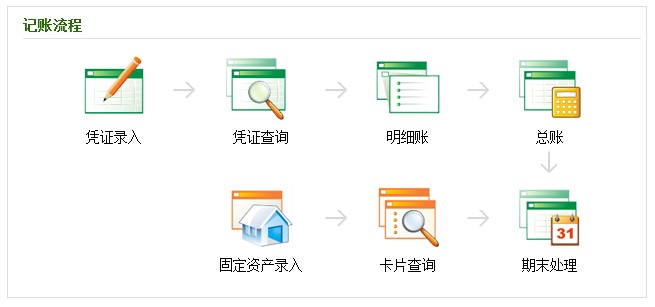 记账流程
凭证录入
凭证查询
明细账
总账
固定资产录入
卡片查询
31
期末处理